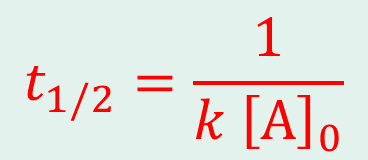 t₁/₂ = 1 / k [A]₀